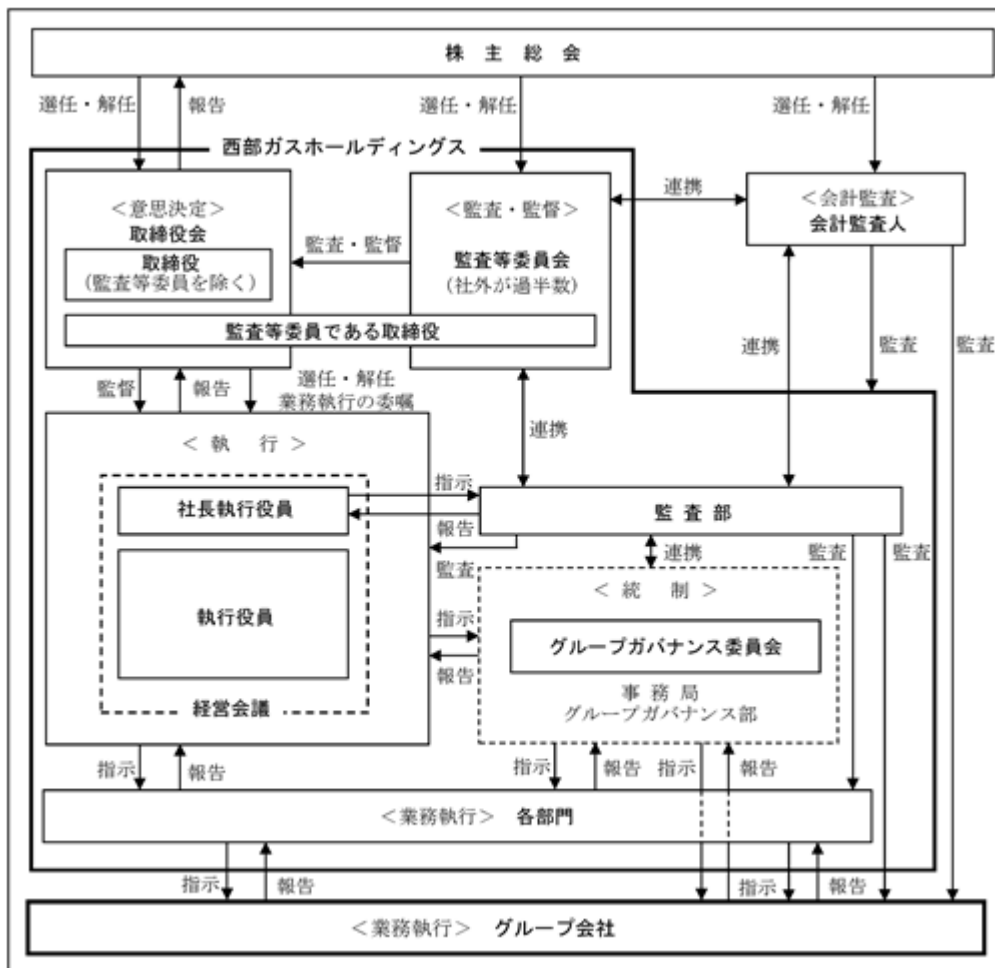 株 主 総 会
選任・解任
報告
選任・解任
選任・解任
西部ガスホールディングス
＜意思決定＞
取締役会
取締役
（監査等委員を除く）
監査・監督
＜監査・監督＞
監査等委員会
（社外が過半数）
連携
＜会計監査＞
会計監査人
監査等委員である取締役
連携
監査
監査
監督
報告
選任・解任
業務執行の委嘱
連携
＜ 執　行 ＞
社長執行役員
執行役員
経営会議
指示
報告
監査
監 査 部
連携
監査
監査
＜ 統　制 ＞
グループガバナンス委員会
事 務 局
グループガバナンス部
指示
報告
指示
報告
指示
報告
指示
報告
＜業務執行＞ 各部門
指示
報告
指示
報告
＜業務執行＞ グループ会社